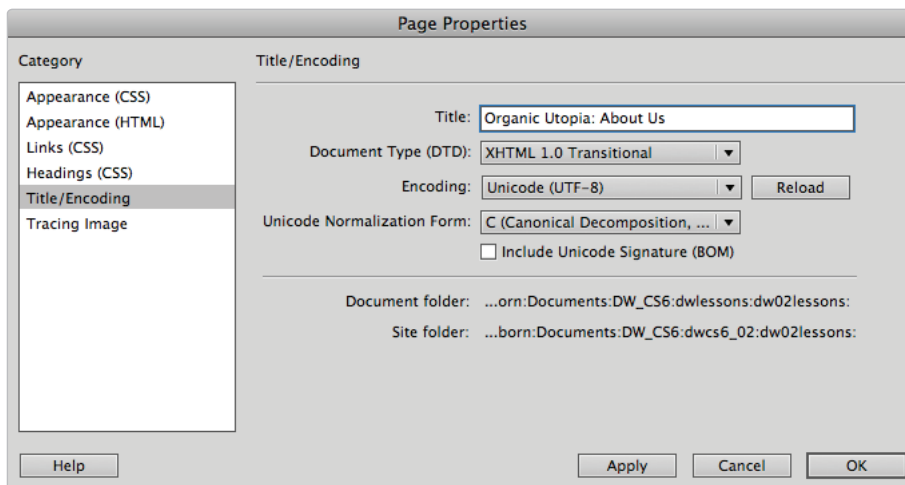 Page Properties
Category
Title/Encoding
Appearance (CSS)
Appearance (HTML)
Links (CSS)
Headings (CSS)
Title/Encoding
Tracing Image
Title: Organic Utopia: About Us
Document Type (DTD): XHTML 1.0 Transitional
Encoding: Unicode (UTF-8) Reload
Unicode Normalization Form: C (Canonical Decomposition, ...
Include Unicode Signature (BOM)
Document folder: ...orn:Documents:DW_CS6:dwlessons:dw02lessons:
Site folder: ...born:Documents:DW_CS6:dwcs6_02:dw02lessons:
Help Apply Cancel OK